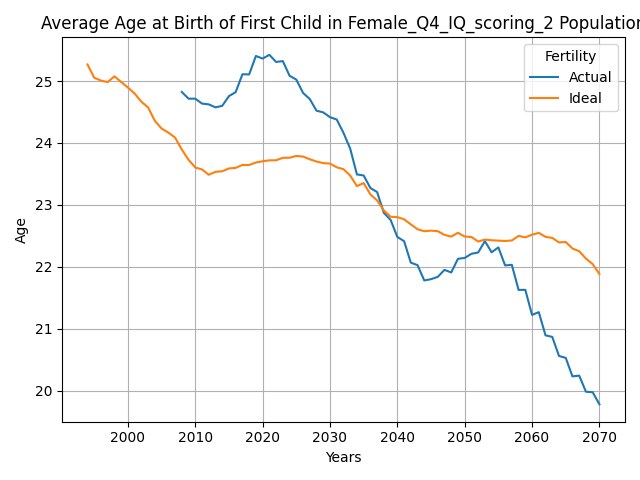 Average Age at Birth of First Child in Female_Q4_IQ_scoring_2 Population
Fertility
Actual
Ideal
Age
25
24
23
22
21
20
2000 2010 2020 2030 2040 2050 2060 2070
Years